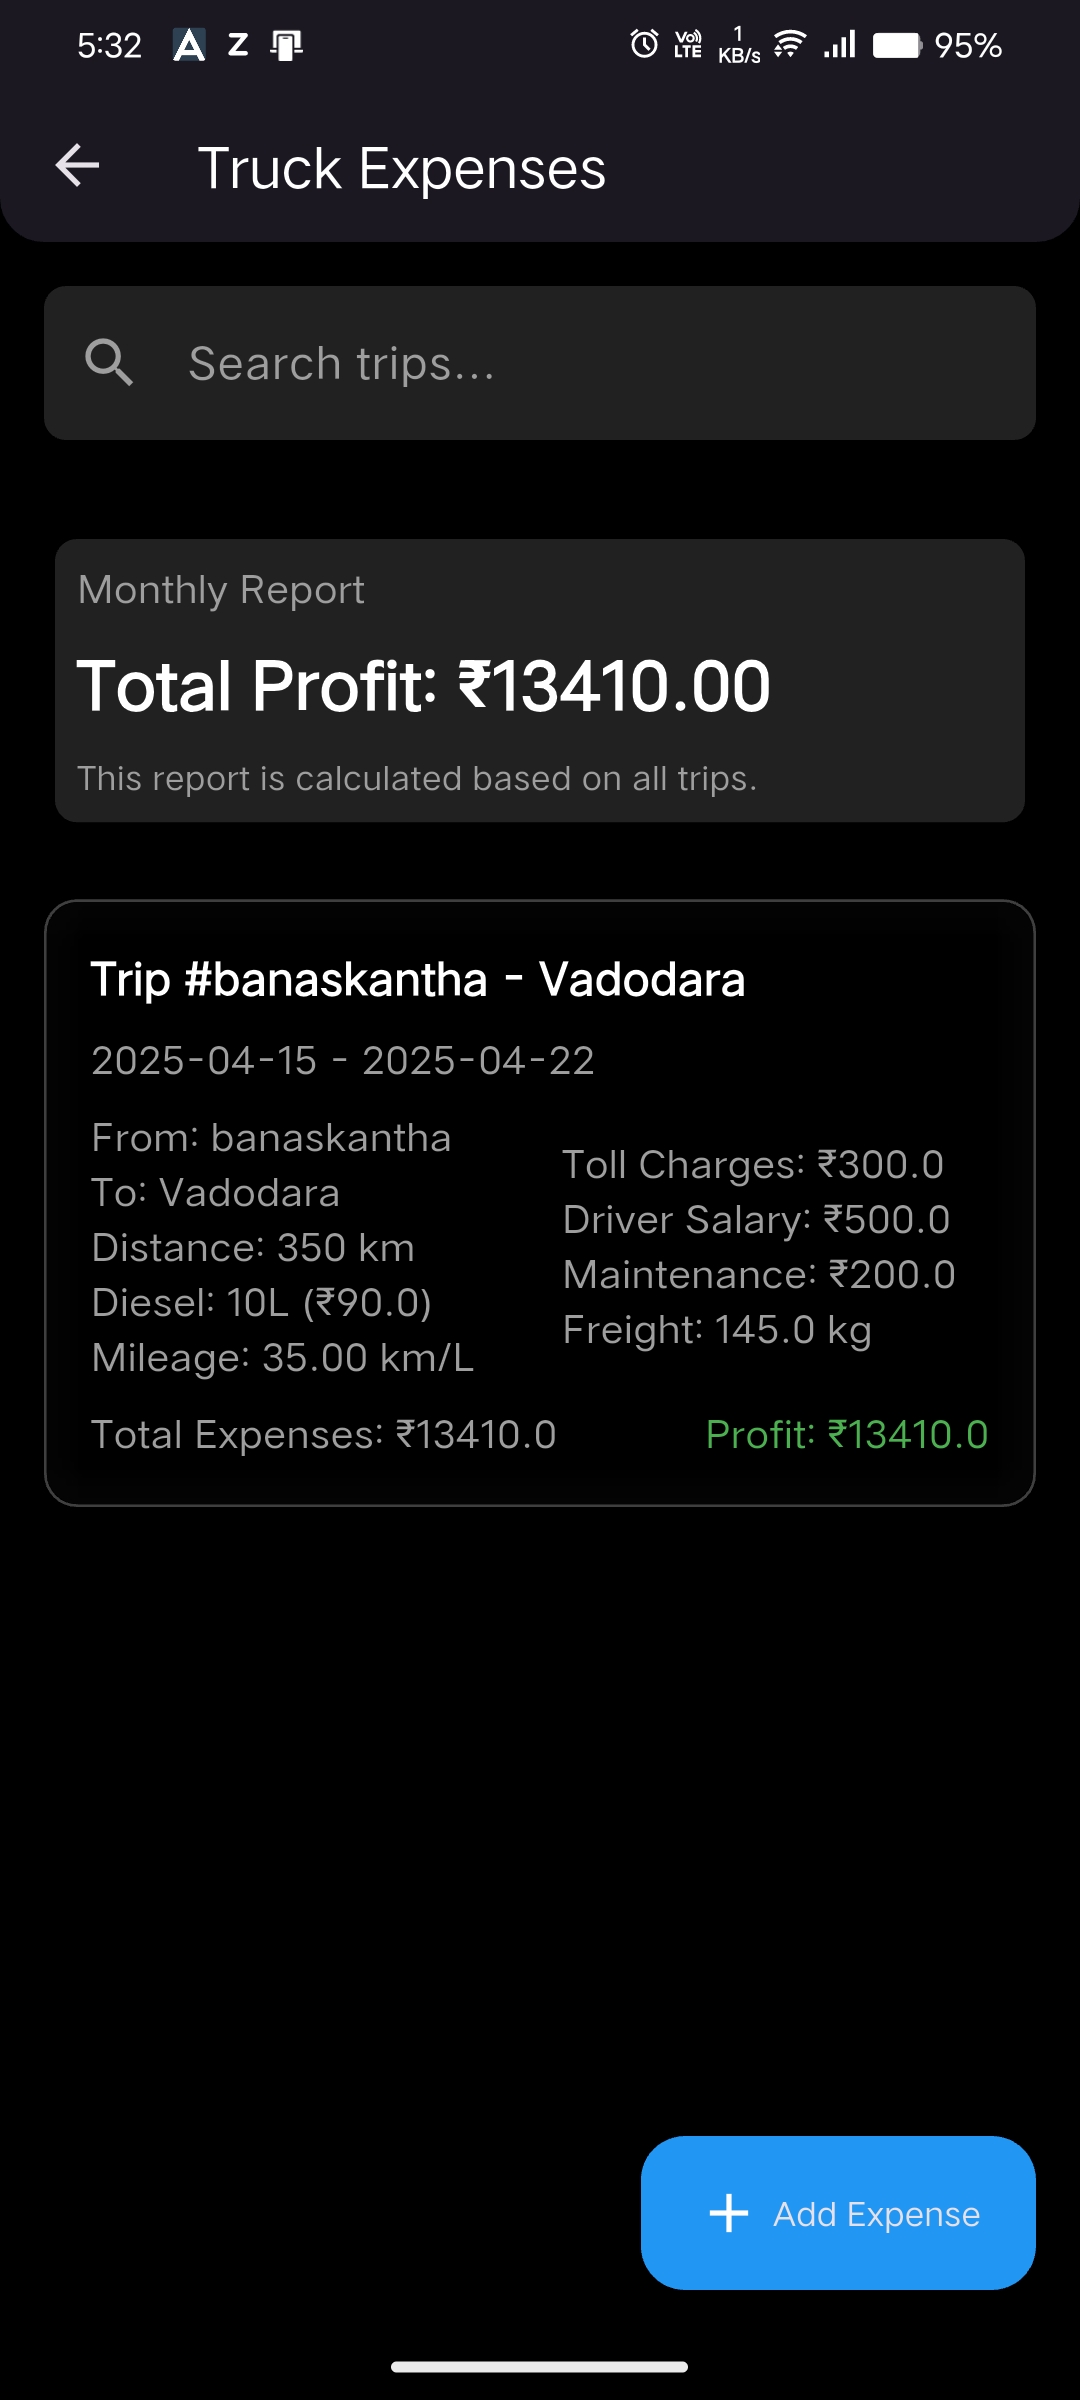 5:32 A Z VoLTE 1 KB/s 95%
Truck Expenses
Search trips...
Monthly Report
Total Profit: ₹13410.00
This report is calculated based on all trips.
Trip #banaskantha - Vadodara
2025-04-15 - 2025-04-22
From: banaskantha
To: Vadodara
Distance: 350 km
Diesel: 10L (₹90.0)
Mileage: 35.00 km/L
Toll Charges: ₹300.0
Driver Salary: ₹500.0
Maintenance: ₹200.0
Freight: 145.0 kg
Total Expenses: ₹13410.0
Profit: ₹13410.0
Add Expense